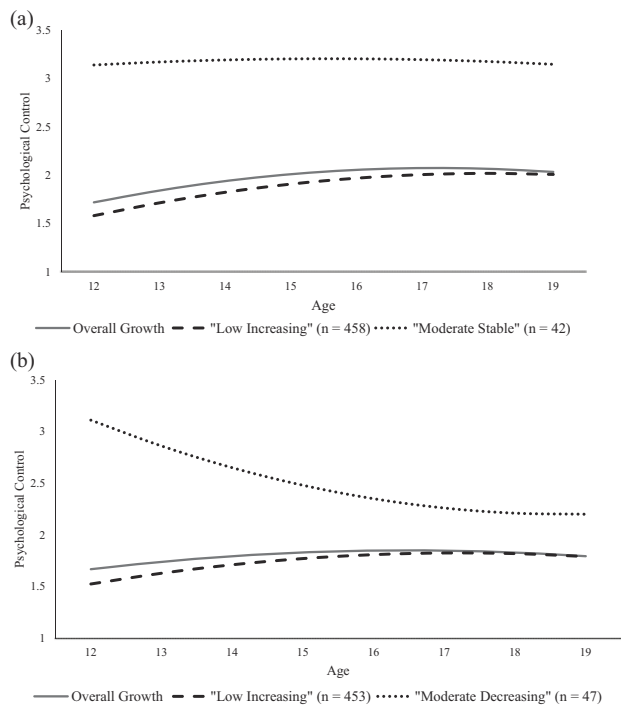 (a)
3.5
3
2.5
2
1.5
1
Psychological Control
12 13 14 15 16 17 18 19
Age
Overall Growth "Low Increasing" (n = 458) "Moderate Stable" (n = 42)
(b)
3.5
3
2.5
2
1.5
1
Psychological Control
12 13 14 15 16 17 18 19
Age
Overall Growth "Low Increasing" (n = 453) "Moderate Decreasing" (n = 47)